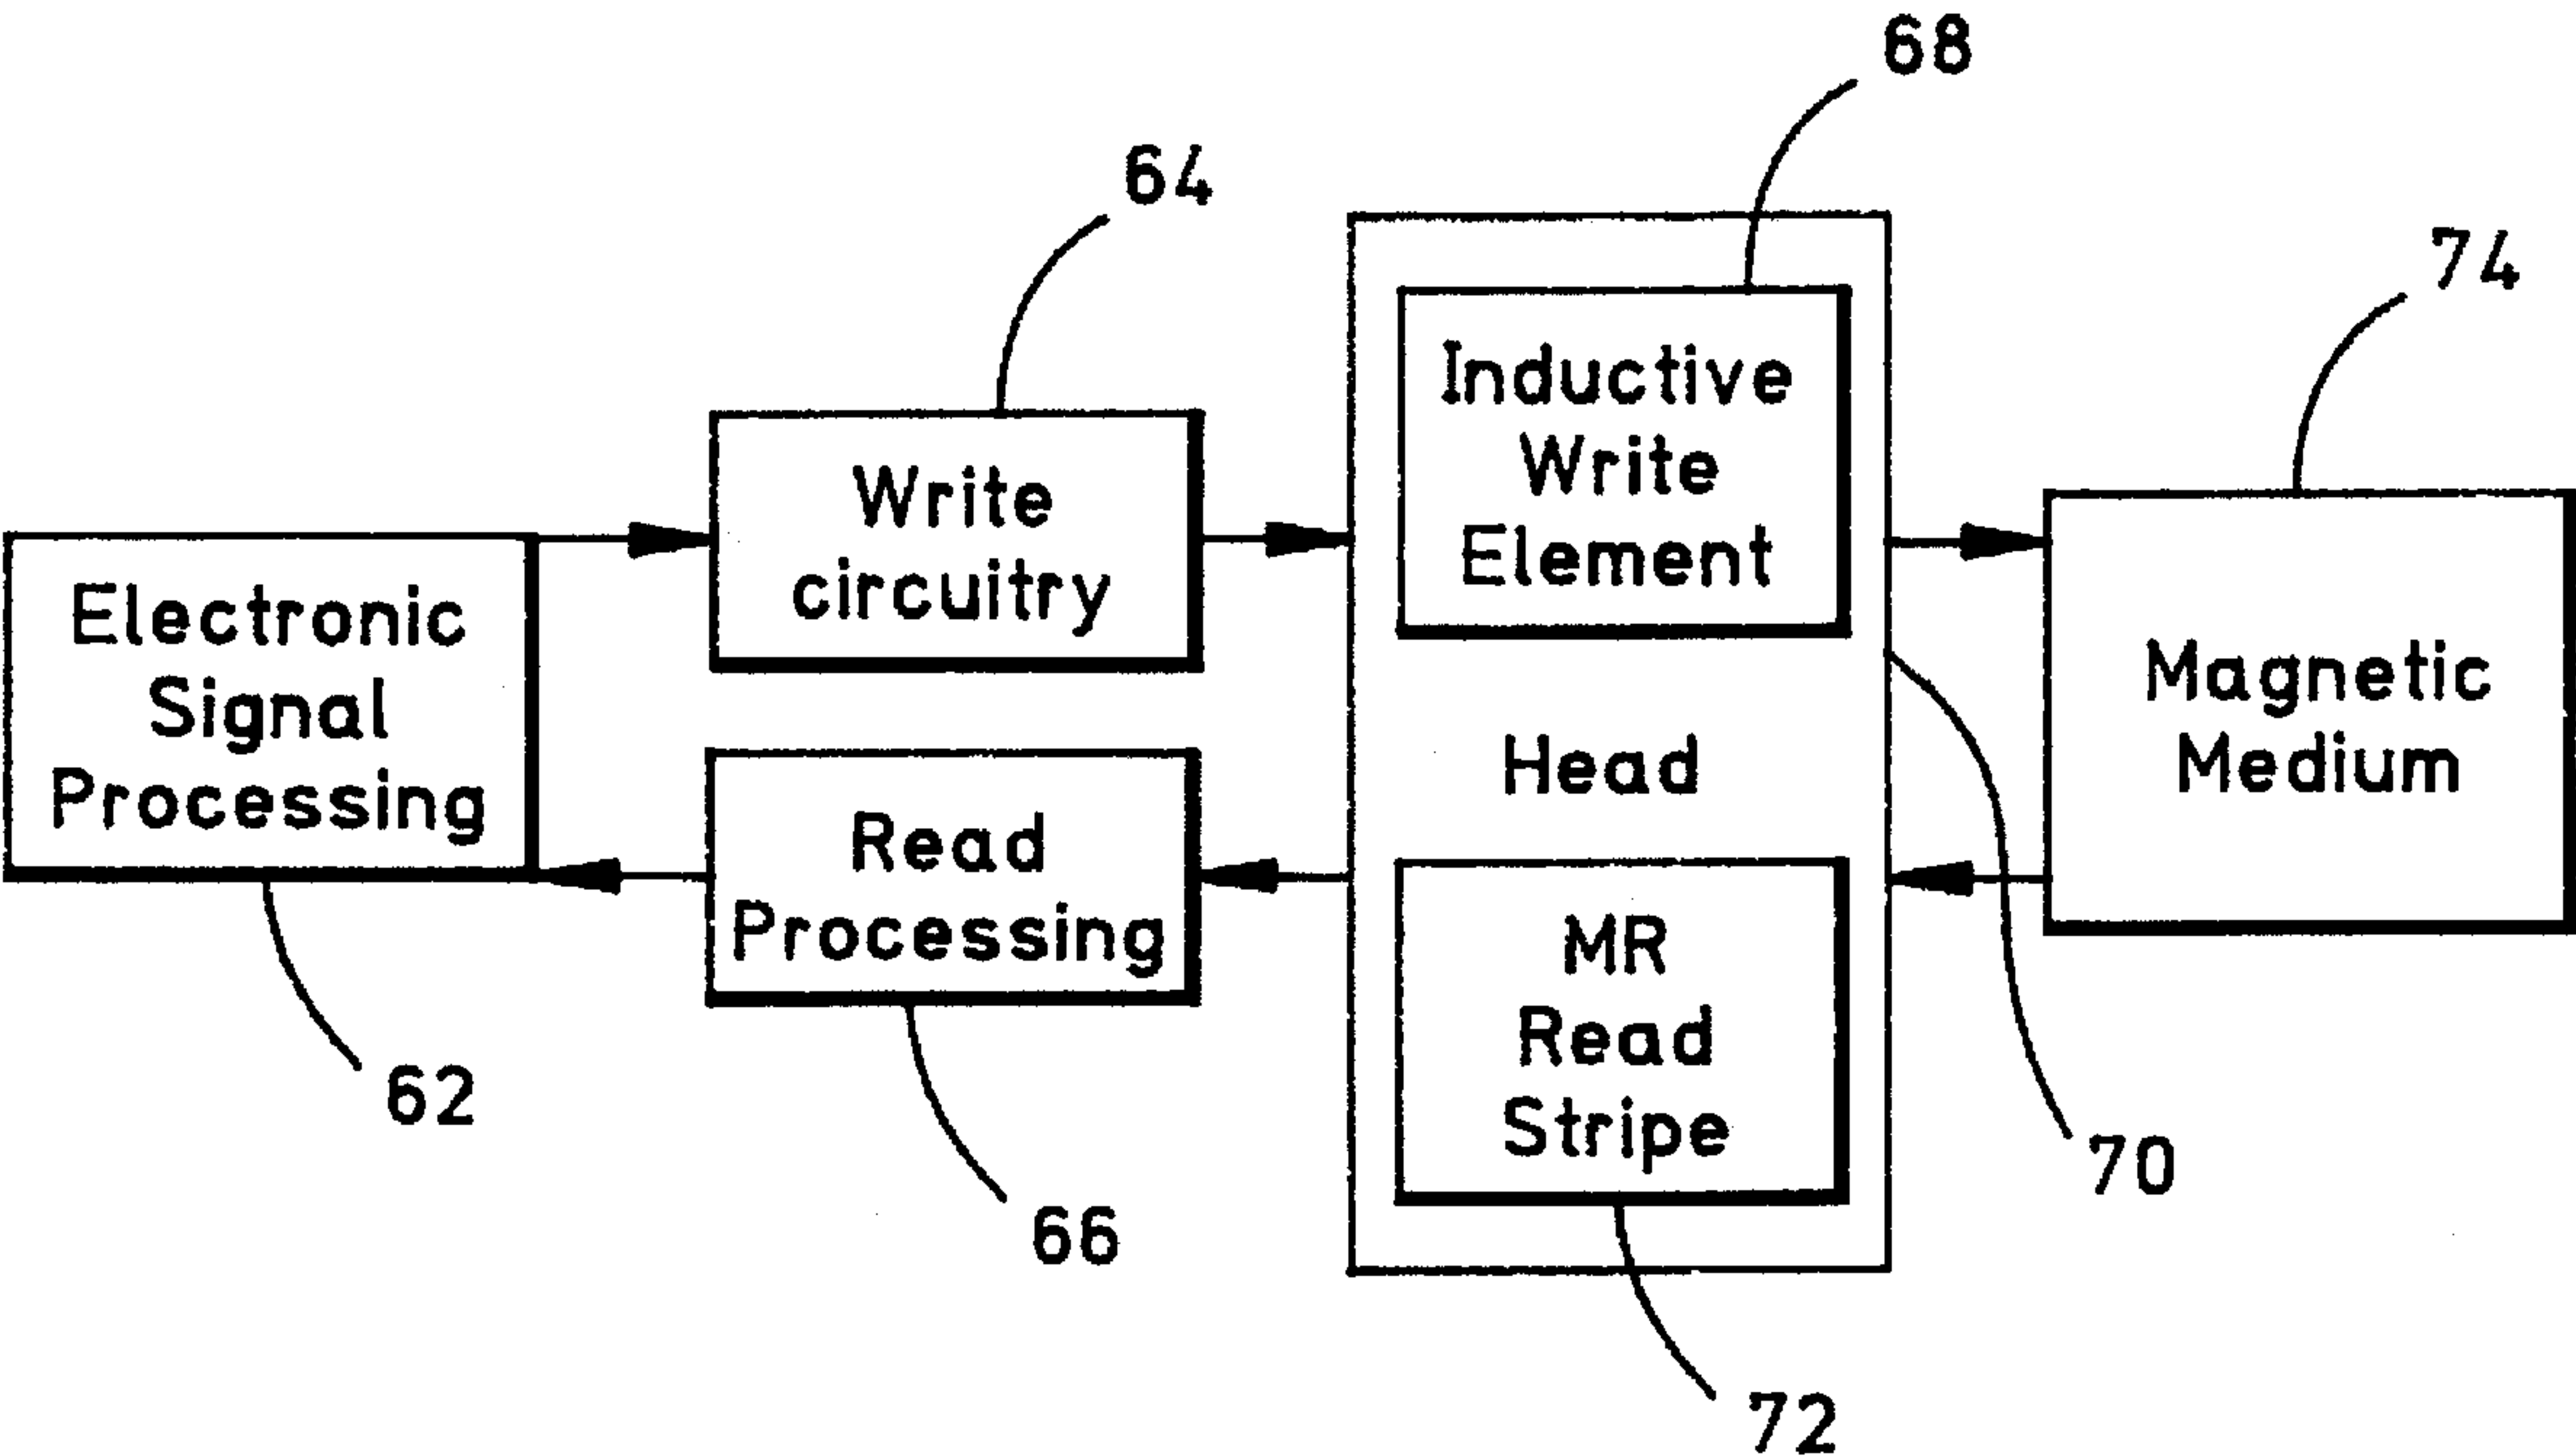 68
64
74
Inductive
Write
Element
Write
circuitry
Electronic
Signal
Processing
Magnetic
Medium
Head
Read
Processing
MR
Read
Stripe
62
66
70
72